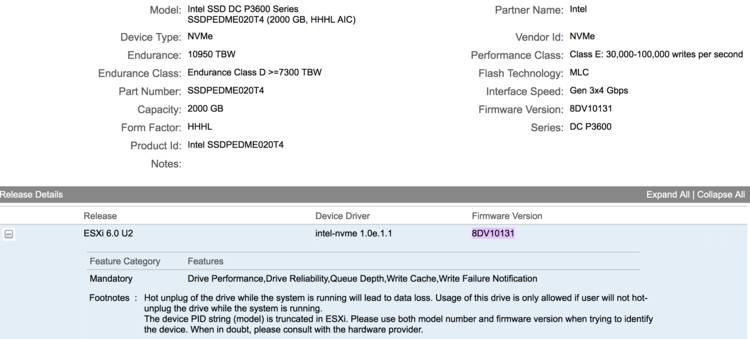 Model: Intel SSD DC P3600 Series
SSDPEDME020T4 (2000 GB, HHHL AIC)
Device Type: NVMe
Endurance: 10950 TBW
Endurance Class: Endurance Class D >=7300 TBW
Part Number: SSDPEDME020T4
Capacity: 2000 GB
Form Factor: HHHL
Product Id: Intel SSDPEDME020T4
Notes:
Partner Name: Intel
Vendor Id: NVMe
Performance Class: Class E: 30,000-100,000 writes per second
Flash Technology: MLC
Interface Speed: Gen 3x4 Gbps
Firmware Version: 8DV10131
Series: DC P3600
Release Details Expand All | Collapse All
Release Device Driver Firmware Version
ESXi 6.0 U2 intel-nvme 1.0e.1.1 8DV10131
Feature Category Features
Mandatory Drive Performance,Drive Reliability,Queue Depth,Write Cache,Write Failure Notification
Footnotes : Hot unplug of the drive while the system is running will lead to data loss. Usage of this drive is only allowed if user will not hot-
unplug the drive while the system is running.
The device PID string (model) is truncated in ESXi. Please use both model number and firmware version when trying to identify
the device. When in doubt, please consult with the hardware provider.